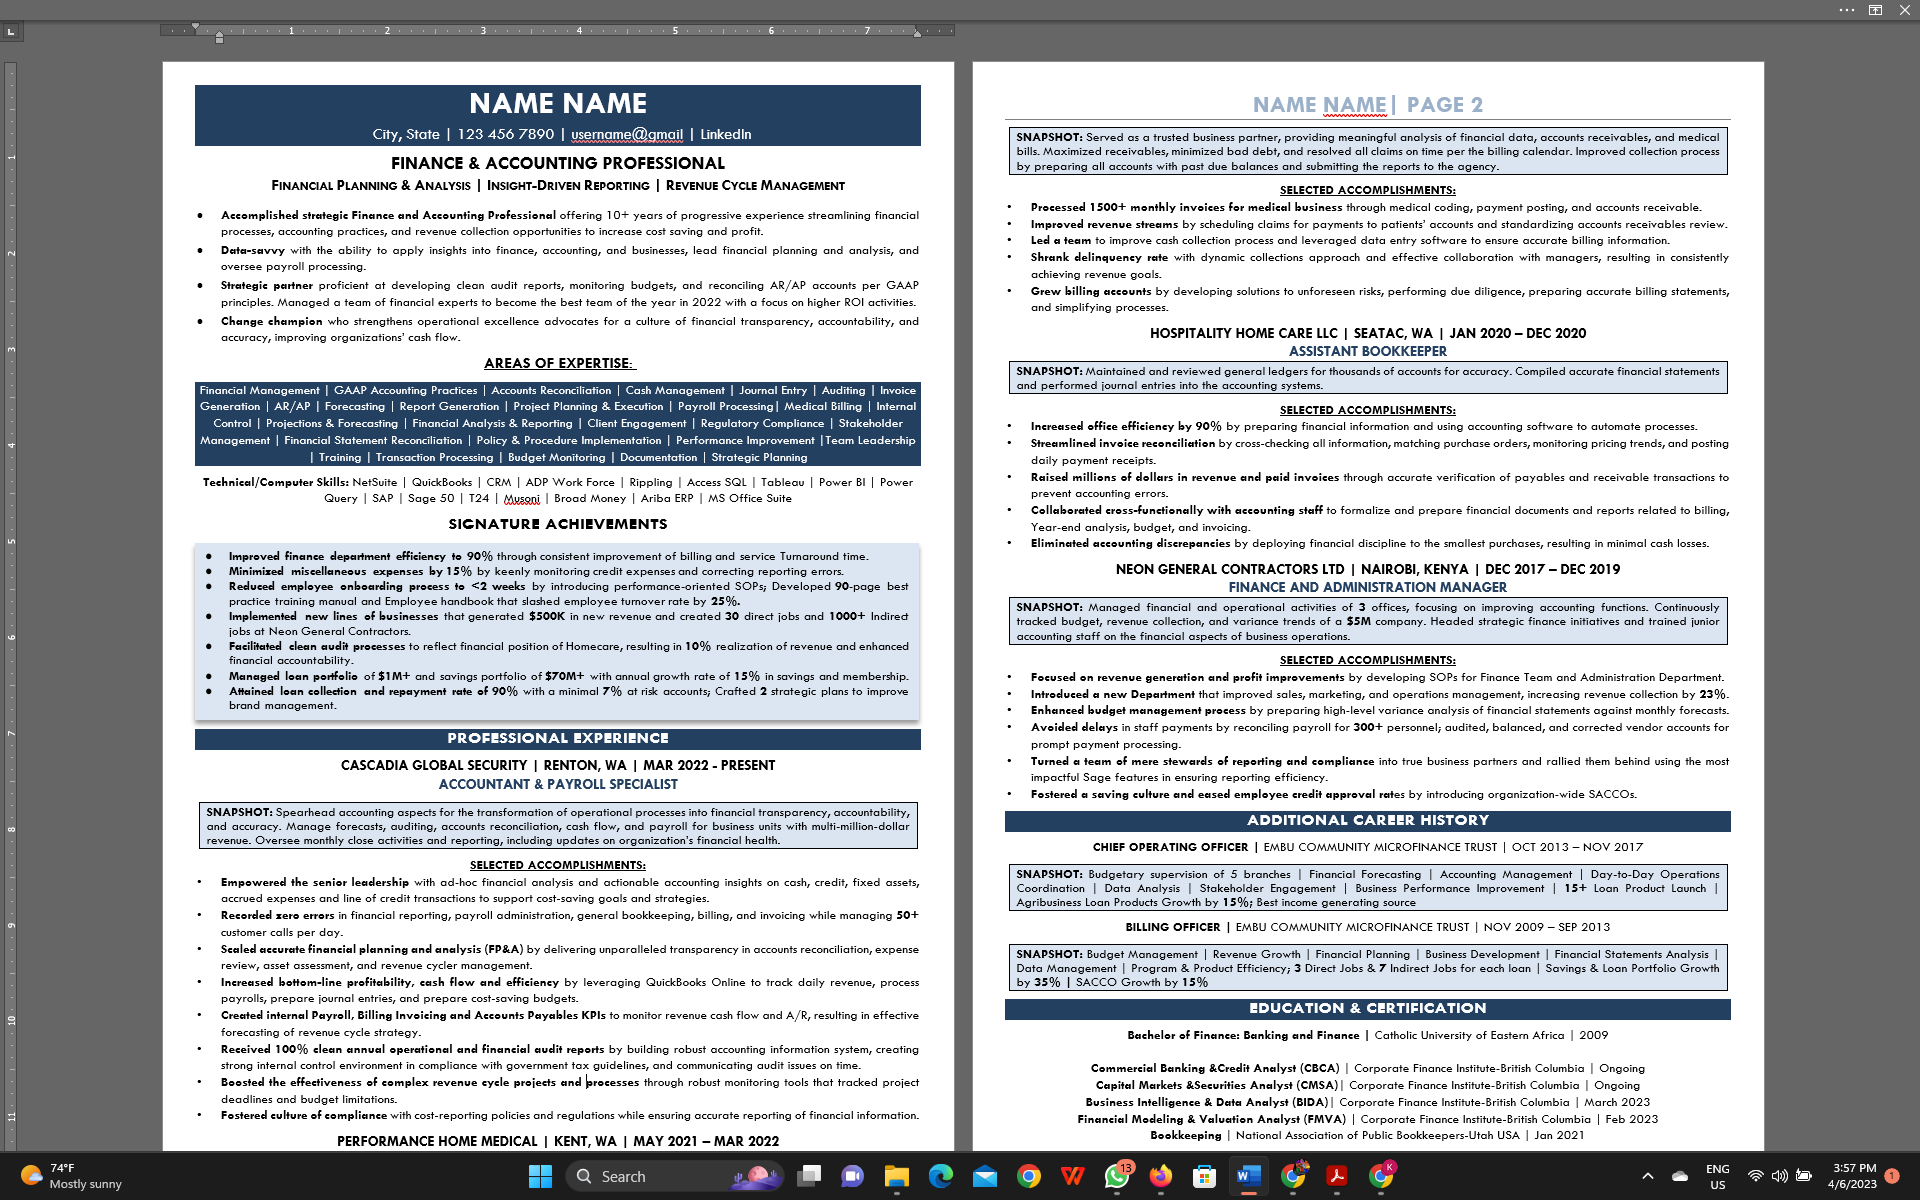 NAME NAME
City, State | 123 456 7890 | username@gmail | LinkedIn
FINANCE & ACCOUNTING PROFESSIONAL
FINANCIAL PLANNING & ANALYSIS | INSIGHT-DRIVEN REPORTING | REVENUE CYCLE MANAGEMENT
● Accomplished strategic Finance and Accounting Professional offering 10+ years of progressive experience streamlining financial
processes, accounting practices, and revenue collection opportunities to increase cost saving and profit.
● Data-savvy with the ability to apply insights into finance, accounting, and businesses, lead financial planning and analysis, and
oversee payroll processing.
● Strategic partner proficient at developing clean audit reports, monitoring budgets, and reconciling AR/AP accounts per GAAP
principles. Managed a team of financial experts to become the best team of the year in 2022 with a focus on higher ROI activities.
● Change champion who strengthens operational excellence advocates for a culture of financial transparency, accountability, and
accuracy, improving organizations' cash flow.
AREAS OF EXPERTISE:
Financial Management | GAAP Accounting Practices | Accounts Reconciliation | Cash Management | Journal Entry | Auditing | Invoice
Generation | AR/AP | Forecasting | Report Generation | Project Planning & Execution | Payroll Processing| Medical Billing | Internal
Control | Projections & Forecasting | Financial Analysis & Reporting | Client Engagement | Regulatory Compliance | Stakeholder
Management | Financial Statement Reconciliation | Policy & Procedure Implementation | Performance Improvement |Team Leadership
| Training | Transaction Processing | Budget Monitoring | Documentation | Strategic Planning
Technical/Computer Skills: NetSuite | QuickBooks | CRM | ADP Work Force | Rippling | Access SQL | Tableau | Power BI | Power
Query | SAP | Sage 50 | T24 | Musoni | Broad Money | Ariba ERP | MS Office Suite
SIGNATURE ACHIEVEMENTS
● Improved finance department efficiency to 90% through consistent improvement of billing and service Turnaround time.
● Minimized miscellaneous expenses by 15% by keenly monitoring credit expenses and correcting reporting errors.
● Reduced employee onboarding process to <2 weeks by introducing performance-oriented SOPs; Developed 90-page best
practice training manual and Employee handbook that slashed employee turnover rate by 25%.
● Implemented new lines of businesses that generated $500K in new revenue and created 30 direct jobs and 1000+ Indirect
jobs at Neon General Contractors.
● Facilitated clean audit processes to reflect financial position of Homecare, resulting in 10% realization of revenue and enhanced
financial accountability.
● Managed loan portfolio of $1M+ and savings portfolio of $70M+ with annual growth rate of 15% in savings and membership.
● Attained loan collection and repayment rate of 90% with a minimal 7% at risk accounts; Crafted 2 strategic plans to improve
brand management.
PROFESSIONAL EXPERIENCE
CASCADIA GLOBAL SECURITY | RENTON, WA | MAR 2022 - PRESENT
ACCOUNTANT & PAYROLL SPECIALIST
SNAPSHOT: Spearhead accounting aspects for the transformation of operational processes into financial transparency, accountability,
and accuracy. Manage forecasts, auditing, accounts reconciliation, cash flow, and payroll for business units with multi-million-dollar
revenue. Oversee monthly close activities and reporting, including updates on organization's financial health.
SELECTED ACCOMPLISHMENTS:
• Empowered the senior leadership with ad-hoc financial analysis and actionable accounting insights on cash, credit, fixed assets,
accrued expenses and line of credit transactions to support cost-saving goals and strategies.
• Recorded zero errors in financial reporting, payroll administration, general bookkeeping, billing, and invoicing while managing 50+
customer calls per day.
• Scaled accurate financial planning and analysis (FP&A) by delivering unparalleled transparency in accounts reconciliation, expense
review, asset assessment, and revenue cycler management.
• Increased bottom-line profitability, cash flow and efficiency by leveraging QuickBooks Online to track daily revenue, process
payrolls, prepare journal entries, and prepare cost-saving budgets.
• Created internal Payroll, Billing Invoicing and Accounts Payables KPIs to monitor revenue cash flow and A/R, resulting in effective
forecasting of revenue cycle strategy.
• Received 100% clean annual operational and financial audit reports by building robust accounting information system, creating
strong internal control environment in compliance with government tax guidelines, and communicating audit issues on time.
• Boosted the effectiveness of complex revenue cycle projects and processes through robust monitoring tools that tracked project
deadlines and budget limitations.
• Fostered culture of compliance with cost-reporting policies and regulations while ensuring accurate reporting of financial information.
PERFORMANCE HOME MEDICAL | KENT, WA | MAY 2021 – MAR 2022
NAME NAME| PAGE 2
SNAPSHOT: Served as a trusted business partner, providing meaningful analysis of financial data, accounts receivables, and medical
bills. Maximized receivables, minimized bad debt, and resolved all claims on time per the billing calendar. Improved collection process
by preparing all accounts with past due balances and submitting the reports to the agency.
SELECTED ACCOMPLISHMENTS:
• Processed 1500+ monthly invoices for medical business through medical coding, payment posting, and accounts receivable.
• Improved revenue streams by scheduling claims for payments to patients' accounts and standardizing accounts receivables review.
• Led a team to improve cash collection process and leveraged data entry software to ensure accurate billing information.
• Shrank delinquency rate with dynamic collections approach and effective collaboration with managers, resulting in consistently
achieving revenue goals.
• Grew billing accounts by developing solutions to unforeseen risks, performing due diligence, preparing accurate billing statements,
and simplifying processes.
HOSPITALITY HOME CARE LLC | SEATAC, WA | JAN 2020 – DEC 2020
ASSISTANT BOOKKEEPER
SNAPSHOT: Maintained and reviewed general ledgers for thousands of accounts for accuracy. Compiled accurate financial statements
and performed journal entries into the accounting systems.
SELECTED ACCOMPLISHMENTS:
• Increased office efficiency by 90% by preparing financial information and using accounting software to automate processes.
• Streamlined invoice reconciliation by cross-checking all information, matching purchase orders, monitoring pricing trends, and posting
daily payment receipts.
• Raised millions of dollars in revenue and paid invoices through accurate verification of payables and receivable transactions to
prevent accounting errors.
• Collaborated cross-functionally with accounting staff to formalize and prepare financial documents and reports related to billing,
Year-end analysis, budget, and invoicing.
• Eliminated accounting discrepancies by deploying financial discipline to the smallest purchases, resulting in minimal cash losses.
NEON GENERAL CONTRACTORS LTD | NAIROBI, KENYA | DEC 2017 – DEC 2019
FINANCE AND ADMINISTRATION MANAGER
SNAPSHOT: Managed financial and operational activities of 3 offices, focusing on improving accounting functions. Continuously
tracked budget, revenue collection, and variance trends of a $5M company. Headed strategic finance initiatives and trained junior
accounting staff on the financial aspects of business operations.
SELECTED ACCOMPLISHMENTS:
• Focused on revenue generation and profit improvements by developing SOPs for Finance Team and Administration Department.
• Introduced a new Department that improved sales, marketing, and operations management, increasing revenue collection by 23%.
• Enhanced budget management process by preparing high-level variance analysis of financial statements against monthly forecasts.
• Avoided delays in staff payments by reconciling payroll for 300+ personnel; audited, balanced, and corrected vendor accounts for
prompt payment processing.
• Turned a team of mere stewards of reporting and compliance into true business partners and rallied them behind using the most
impactful Sage features in ensuring reporting efficiency.
• Fostered a saving culture and eased employee credit approval rates by introducing organization-wide SACCOs.
ADDITIONAL CAREER HISTORY
CHIEF OPERATING OFFICER | EMBU COMMUNITY MICROFINANCE TRUST | OCT 2013 – NOV 2017
SNAPSHOT: Budgetary supervision of 5 branches | Financial Forecasting | Accounting Management | Day-to-Day Operations
Coordination | Data Analysis | Stakeholder Engagement | Business Performance Improvement | 15+ Loan Product Launch |
Agribusiness Loan Products Growth by 15%; Best income generating source
BILLING OFFICER | EMBU COMMUNITY MICROFINANCE TRUST | NOV 2009 – SEP 2013
SNAPSHOT: Budget Management | Revenue Growth | Financial Planning | Business Development | Financial Statements Analysis |
Data Management | Program & Product Efficiency; 3 Direct Jobs & 7 Indirect Jobs for each loan | Savings & Loan Portfolio Growth
by 35% | SACCO Growth by 15%
EDUCATION & CERTIFICATION
Bachelor of Finance: Banking and Finance | Catholic University of Eastern Africa | 2009
Commercial Banking &Credit Analyst (CBCA) | Corporate Finance Institute-British Columbia | Ongoing
Capital Markets &Securities Analyst (CMSA)| Corporate Finance Institute-British Columbia | Ongoing
Business Intelligence & Data Analyst (BIDA)| Corporate Finance Institute-British Columbia | March 2023
Financial Modeling & Valuation Analyst (FMVA) | Corporate Finance Institute-British Columbia | Feb 2023
Bookkeeping | National Association of Public Bookkeepers-Utah USA | Jan 2021
74°F
Mostly sunny
Search
13
ENG
US
3:57 PM
4/6/2023
1